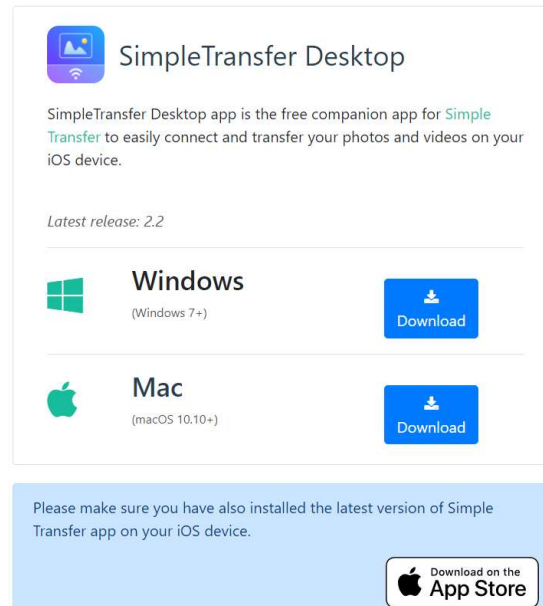 SimpleTransfer Desktop
SimpleTransfer Desktop app is the free companion app for Simple
Transfer to easily connect and transfer your photos and videos on your
iOS device.
Latest release: 2.2
Windows
(Windows 7+)
Download
Mac
(macOS 10.10+)
Download
Please make sure you have also installed the latest version of Simple
Transfer app on your iOS device.
Download on the
App Store